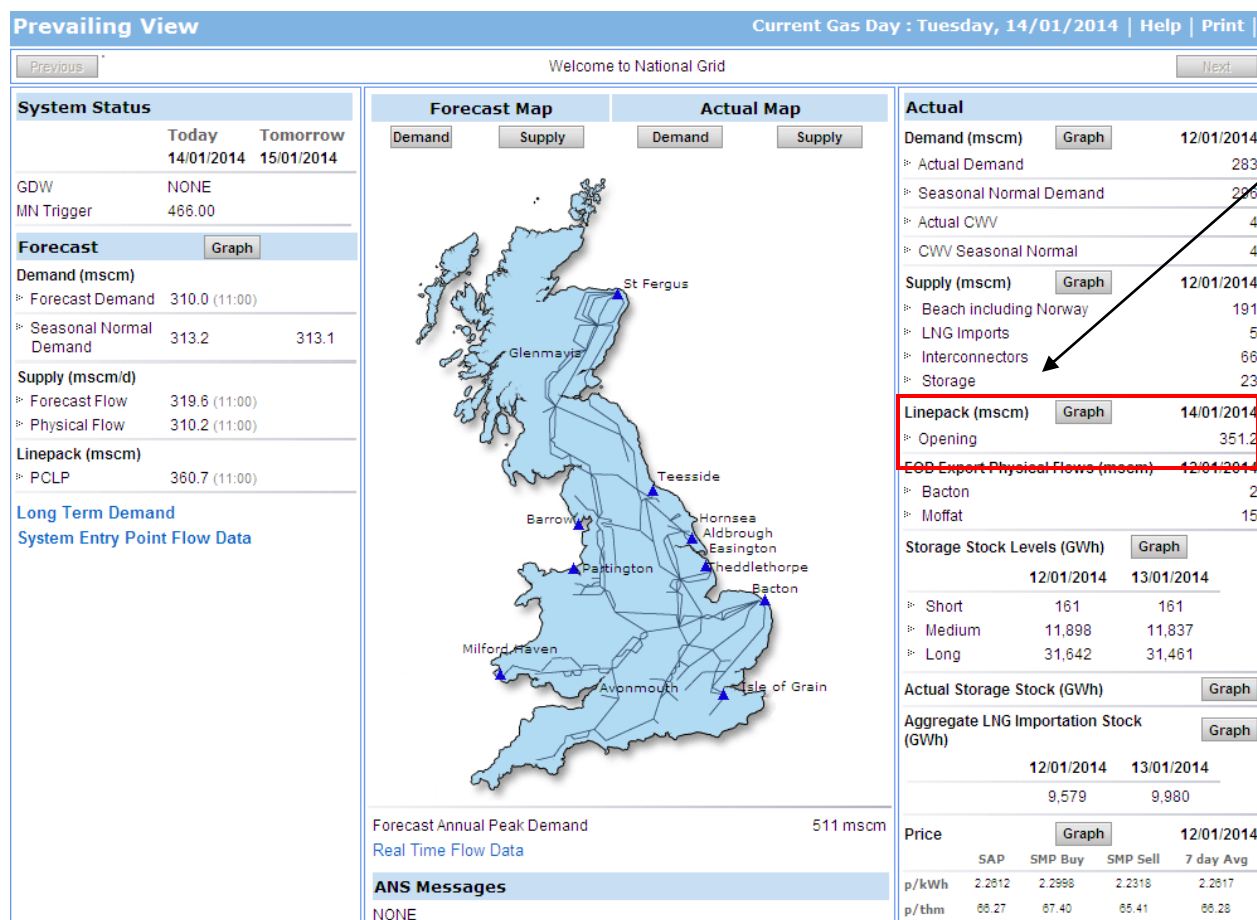 Prevailing View
Current Gas Day : Tuesday, 14/01/2014 | Help | Print |
Previous Welcome to National Grid Next
System Status
Today Tomorrow
14/01/2014 15/01/2014
GDW NONE
MN Trigger 466.00
Forecast Graph
Demand (mscm)
Forecast Demand 310.0 (11:00)
Seasonal Normal
Demand 313.2 313.1
Supply (mscm/d)
Forecast Flow 319.6 (11:00)
Physical Flow 310.2 (11:00)
Linepack (mscm)
PCLP 360.7 (11:00)
Long Term Demand
System Entry Point Flow Data
Forecast Map Actual Map
Demand Supply Demand Supply
St Fergus
Glenmavis
Teesside
Barrow
Hornsea
Aldbrough
Easington
Partington
Theddlethorpe
Bacton
Milford Haven
Avonmouth
Isle of Grain
Forecast Annual Peak Demand 511 mscm
Real Time Flow Data
ANS Messages
NONE
Actual
Demand (mscm) Graph 12/01/2014
Actual Demand 283
Seasonal Normal Demand 296
Actual CWV 4
CWV Seasonal Normal 4
Supply (mscm) Graph 12/01/2014
Beach including Norway 191
LNG Imports 5
Interconnectors 66
Storage 23
Linepack (mscm) Graph 14/01/2014
Opening 351.2
EOD Export Physical Flows (mscm) 12/01/2014
Bacton 2
Moffat 15
Storage Stock Levels (GWh) Graph
12/01/2014 13/01/2014
Short 161 161
Medium 11,898 11,837
Long 31,642 31,461
Actual Storage Stock (GWh) Graph
Aggregate LNG Importation Stock
(GWh) Graph
12/01/2014 13/01/2014
9,579 9,980
Price Graph 12/01/2014
SAP SMP Buy SMP Sell 7 day Avg
p/kWh 2.2612 2.2998 2.2318 2.2617
p/thm 66.27 67.40 65.41 66.28